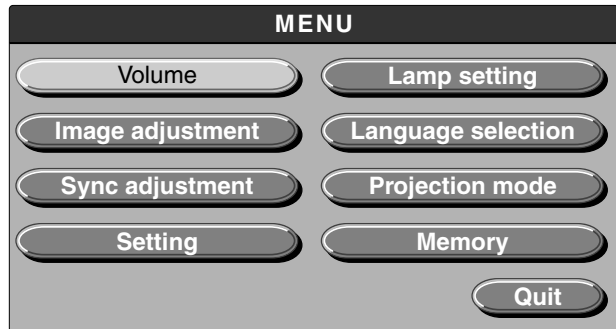 MENU
Volume
Lamp setting
Image adjustment
Language selection
Sync adjustment
Projection mode
Setting
Memory
Quit